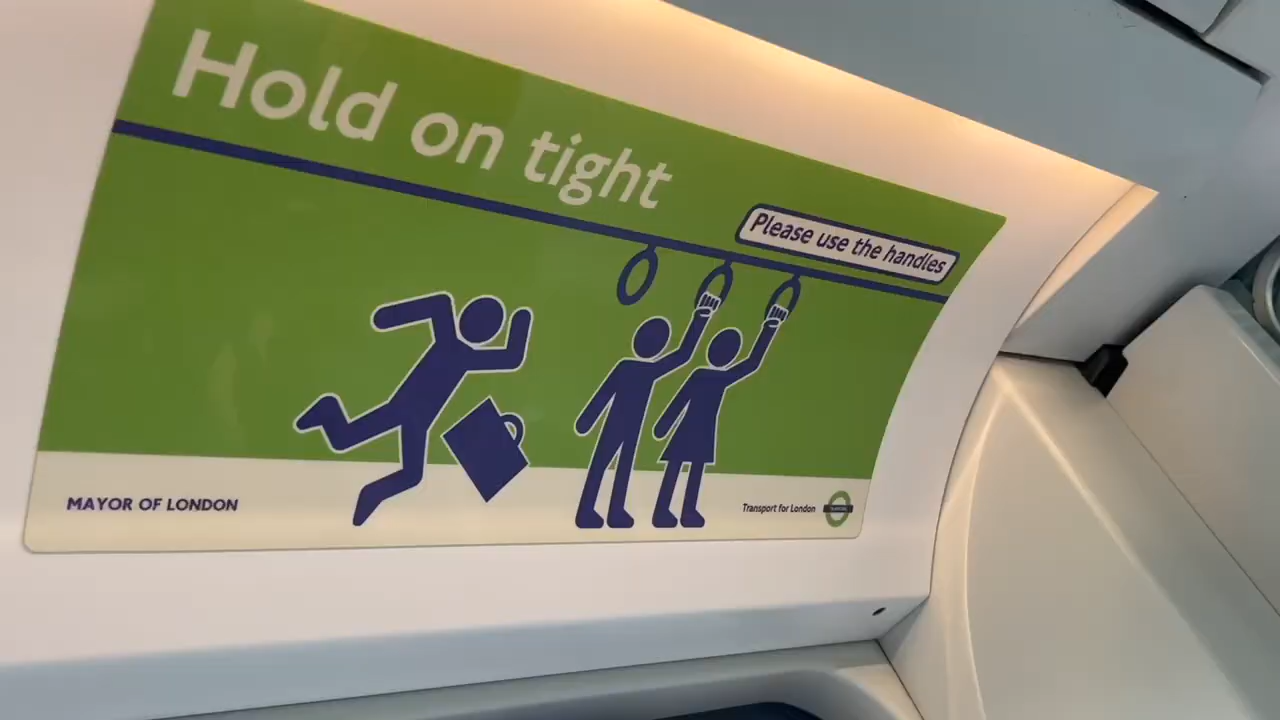 Hold on tight
Please use the handles
MAYOR OF LONDON
Transport for London